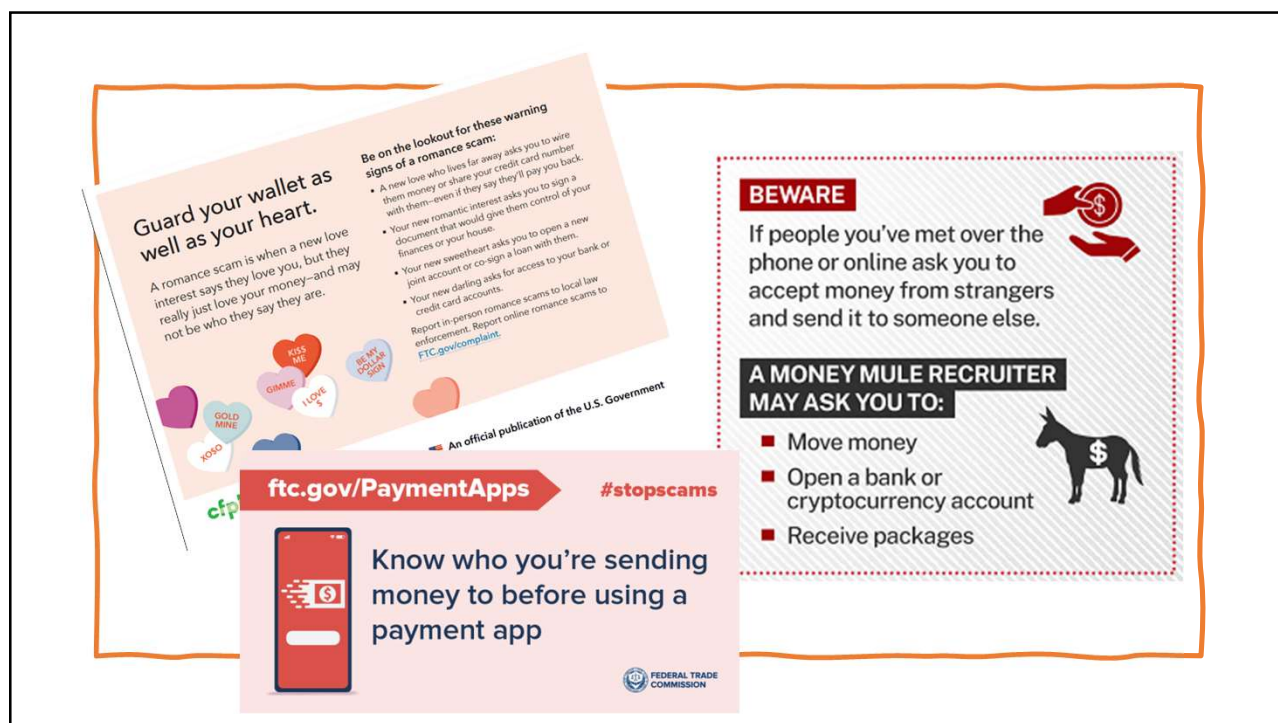 Guard your wallet as
well as your heart.
A romance scam is when a new love
interest says they love you, but they
really just love your money–and may
not be who they say they are.
KISS
ME
BE MY
DOLLAR
SIGN
GIMME
I LOVE
$
GOLD
MINE
XOSO
Be on the lookout for these warning
signs of a romance scam:
• A new love who lives far away asks you to wire
them money or share your credit card number
with them–even if they say they'll pay you back.
• Your new romantic interest asks you to sign a
document that would give them control of your
finances or your house.
• Your new sweetheart asks you to open a new
joint account or co-sign a loan with them.
• Your new darling asks for access to your bank or
credit card accounts.
Report in-person romance scams to local law
enforcement. Report online romance scams to
FTC.gov/complaint.
An official publication of the U.S. Government
ftc.gov/PaymentApps
#stopscams
$
Know who you're sending
money to before using a
payment app
FEDERAL TRADE
COMMISSION
BEWARE
$
If people you've met over the
phone or online ask you to
accept money from strangers
and send it to someone else.
A MONEY MULE RECRUITER
MAY ASK YOU TO:
$
■ Move money
■ Open a bank or
cryptocurrency account
■ Receive packages